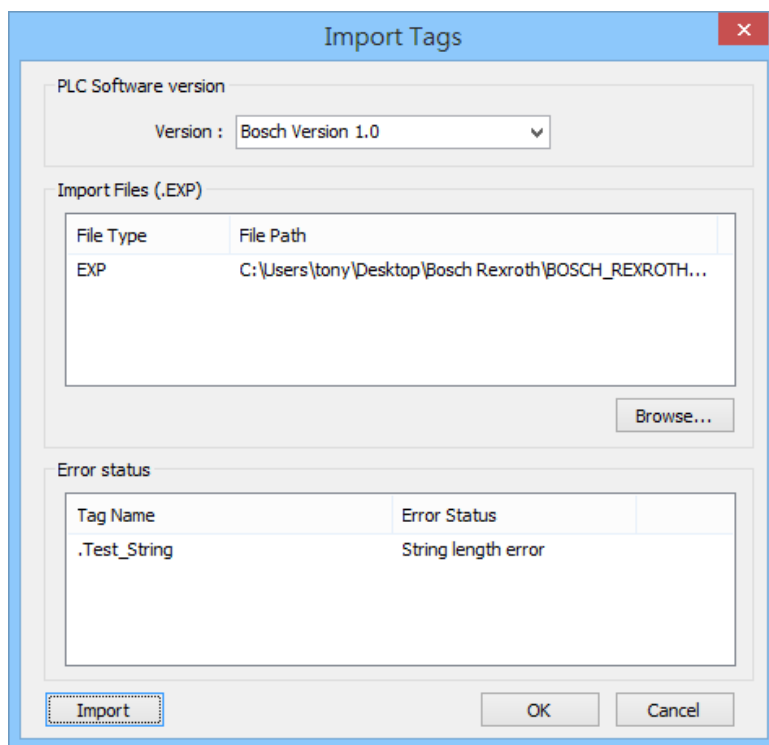 Import Tags
PLC Software version
Version : Bosch Version 1.0
Import Files (.EXP)
File Type File Path
EXP C:\Users\tony\Desktop\Bosch Rexroth\BOSCH_REXROTH...
Browse...
Error status
Tag Name Error Status
.Test_String String length error
Import OK Cancel